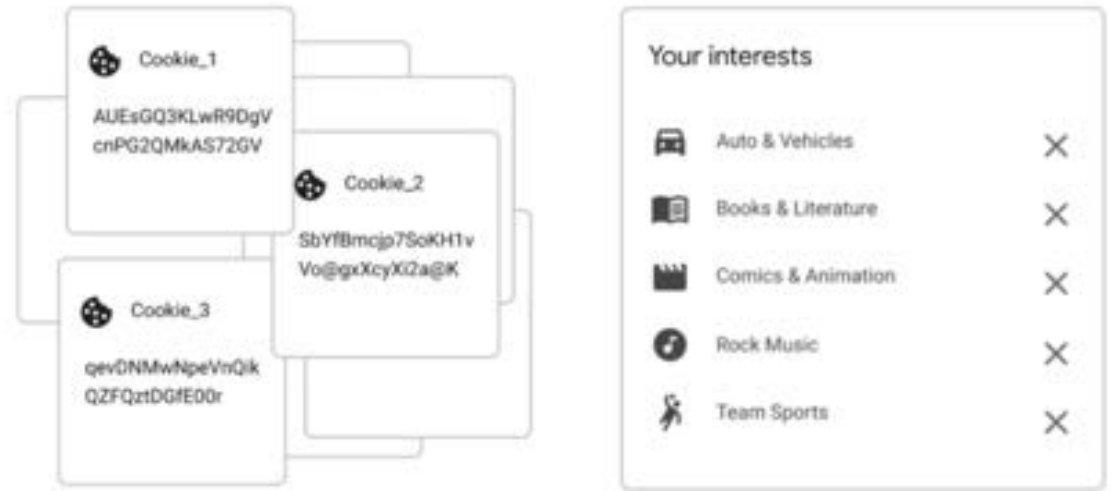 Cookie_1
AUEsGQ3KLwR9DgV
cnPG2QMkAS72GV
Cookie_2
SbYfBmcjp7SoKH1v
Vo@gxXcyXi2a@K
Cookie_3
qevDNMwNpeVnQik
QZFQztDGfE00r
Your interests
Auto & Vehicles
Books & Literature
Comics & Animation
Rock Music
Team Sports